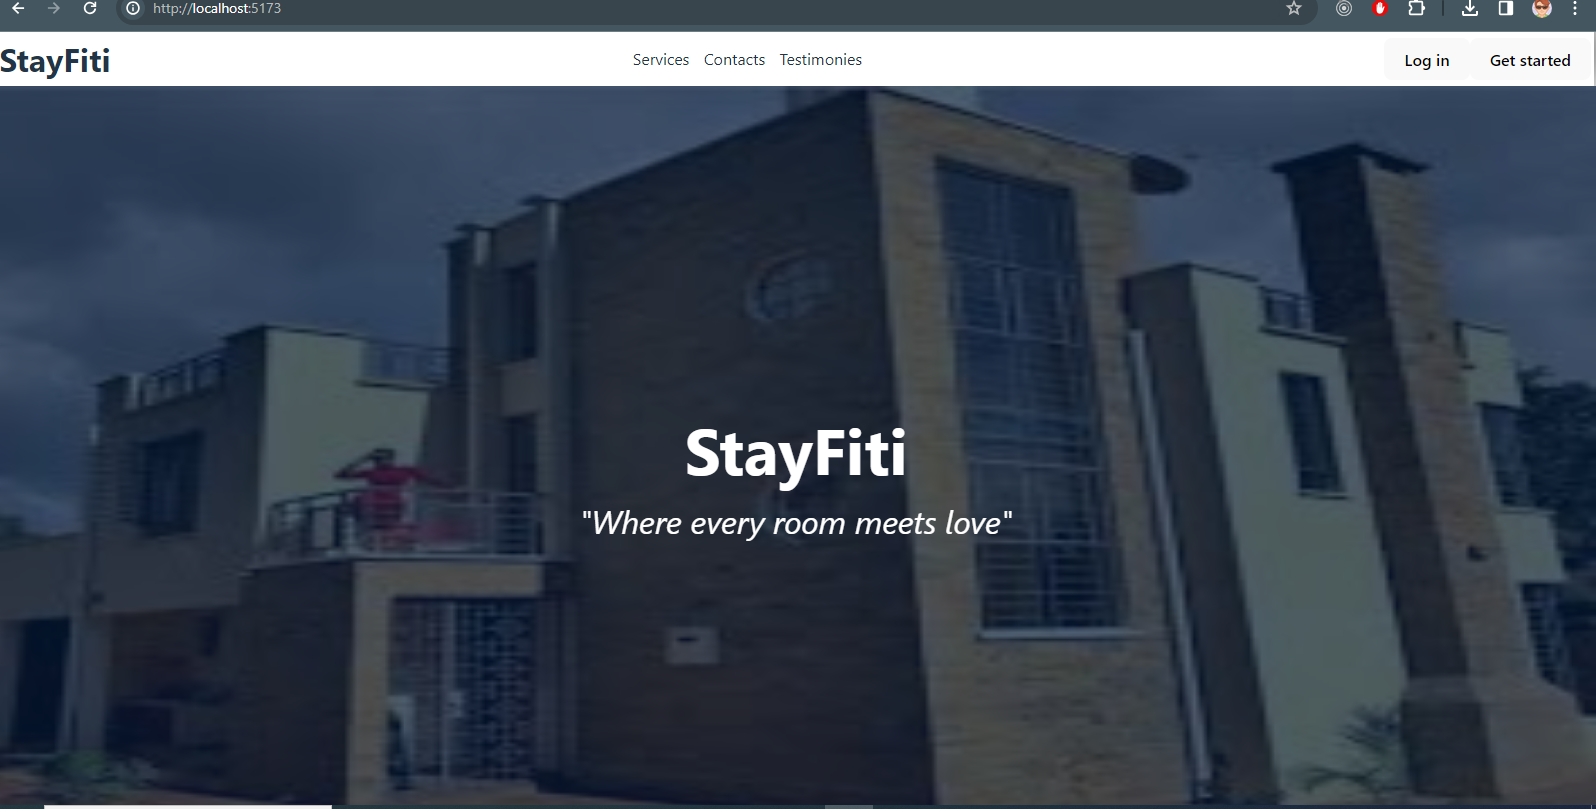 http://localhost:5173
StayFiti
Services Contacts Testimonies
Log in Get started
StayFiti
"Where every room meets love"